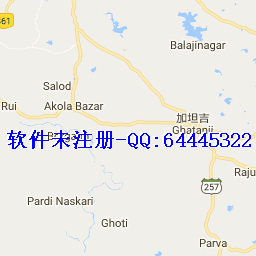 361
Balajinagar
Salod
Rui
Akola Bazar
加坦吉
Ghatanji
软件未注册-QQ:64445322
257
Raju
Pardi Naskari
Ghoti
Parva